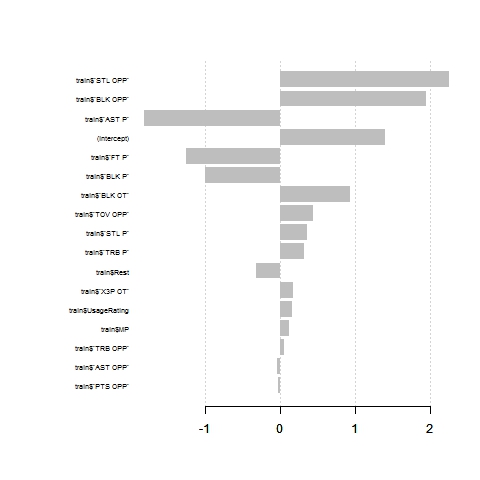 train$`STL OPP`
train$`BLK OPP`
train$`AST P`
(Intercept)
train$`FT P`
train$`BLK P`
train$`BLK OT`
train$`TOV OPP`
train$`STL P`
train$`TRB P`
train$Rest
train$`X3P OT`
train$UsageRating
train$MP
train$`TRB OPP`
train$`AST OPP`
train$`PTS OPP`
-1 0 1 2